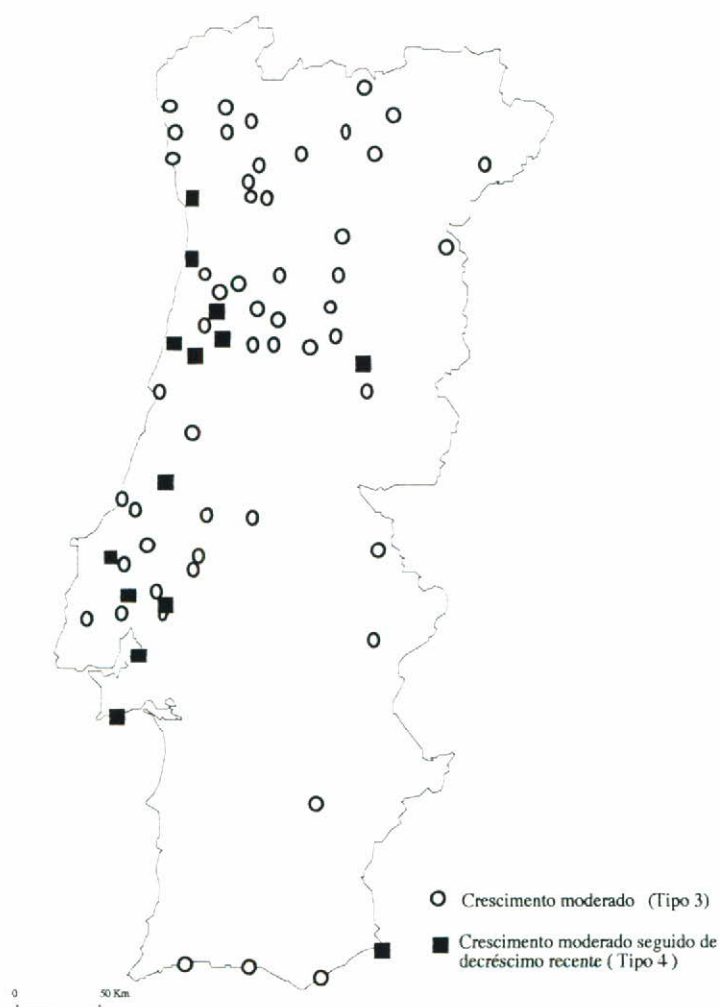 Crescimento moderado (Tipo 3)
Crescimento moderado seguido de
decréscimo recente ( Tipo 4 )
0 50 Km